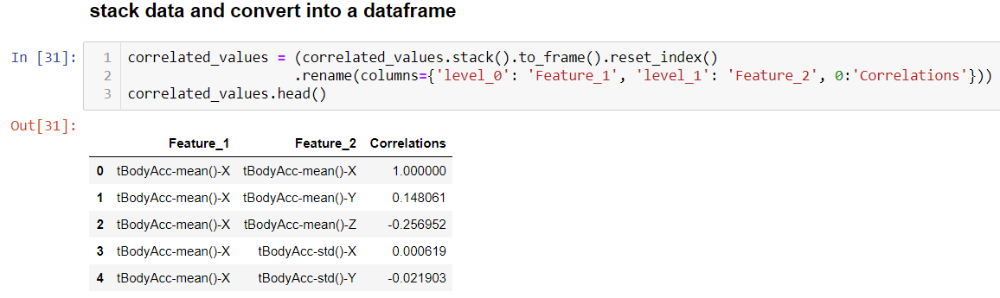 stack data and convert into a dataframe
In [31]:
1 correlated_values = (correlated_values.stack().to_frame().reset_index()
2 .rename(columns={'level_0': 'Feature_1', 'level_1': 'Feature_2', 0:'Correlations'}))
3 correlated_values.head()
Out[31]:
Feature_1 Feature_2 Correlations
0 tBodyAcc-mean()-X tBodyAcc-mean()-X 1.000000
1 tBodyAcc-mean()-X tBodyAcc-mean()-Y 0.148061
2 tBodyAcc-mean()-X tBodyAcc-mean()-Z -0.256952
3 tBodyAcc-mean()-X tBodyAcc-std()-X 0.000619
4 tBodyAcc-mean()-X tBodyAcc-std()-Y -0.021903